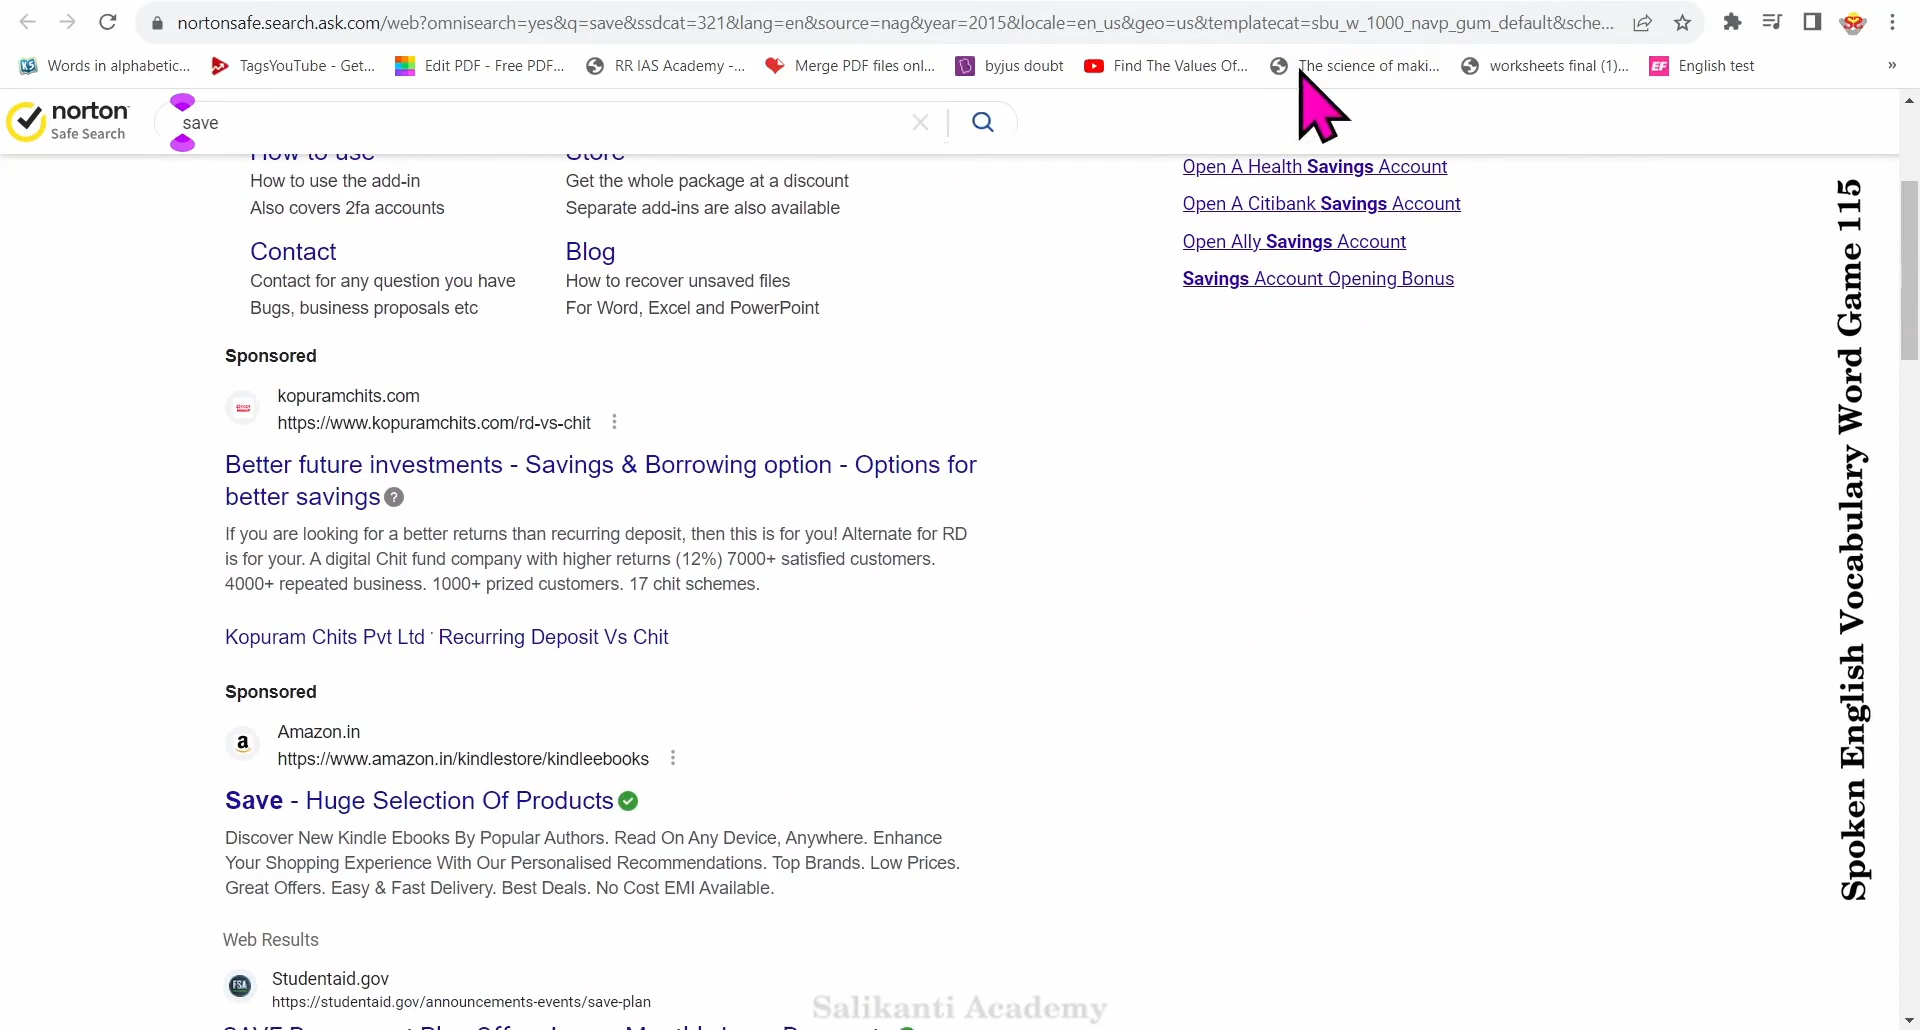 nortonsafe.search.ask.com/web?omnisearch=yes&q=save&ssdcat=321&lang=en&source=nag&year=2015&locale=en_us&geo=us&templatecat=sbu_w_1000_navp_gum_default&sche...
Words in alphabetic...
TagsYouTube - Get...
Edit PDF - Free PDF...
RR IAS Academy -...
Merge PDF files onl...
byjus doubt
Find The Values Of...
The science of maki...
worksheets final (1)...
EF
English test
»
norton
Safe Search
save
How to use
How to use the add-in
Also covers 2fa accounts
Store
Get the whole package at a discount
Separate add-ins are also available
Contact
Contact for any question you have
Bugs, business proposals etc
Blog
How to recover unsaved files
For Word, Excel and PowerPoint
Open A Health Savings Account
Open A Citibank Savings Account
Open Ally Savings Account
Savings Account Opening Bonus
Sponsored
kopuramchits.com
https://www.kopuramchits.com/rd-vs-chit
Better future investments - Savings & Borrowing option - Options for
better savings
If you are looking for a better returns than recurring deposit, then this is for you! Alternate for RD
is for your. A digital Chit fund company with higher returns (12%) 7000+ satisfied customers.
4000+ repeated business. 1000+ prized customers. 17 chit schemes.
Kopuram Chits Pvt Ltd · Recurring Deposit Vs Chit
Sponsored
Amazon.in
https://www.amazon.in/kindlestore/kindleebooks
Save - Huge Selection Of Products
Discover New Kindle Ebooks By Popular Authors. Read On Any Device, Anywhere. Enhance
Your Shopping Experience With Our Personalised Recommendations. Top Brands. Low Prices.
Great Offers. Easy & Fast Delivery. Best Deals. No Cost EMI Available.
Web Results
FSA
Studentaid.gov
https://studentaid.gov/announcements-events/save-plan
Spoken English Vocabulary Word Game 115
Salikanti Academy